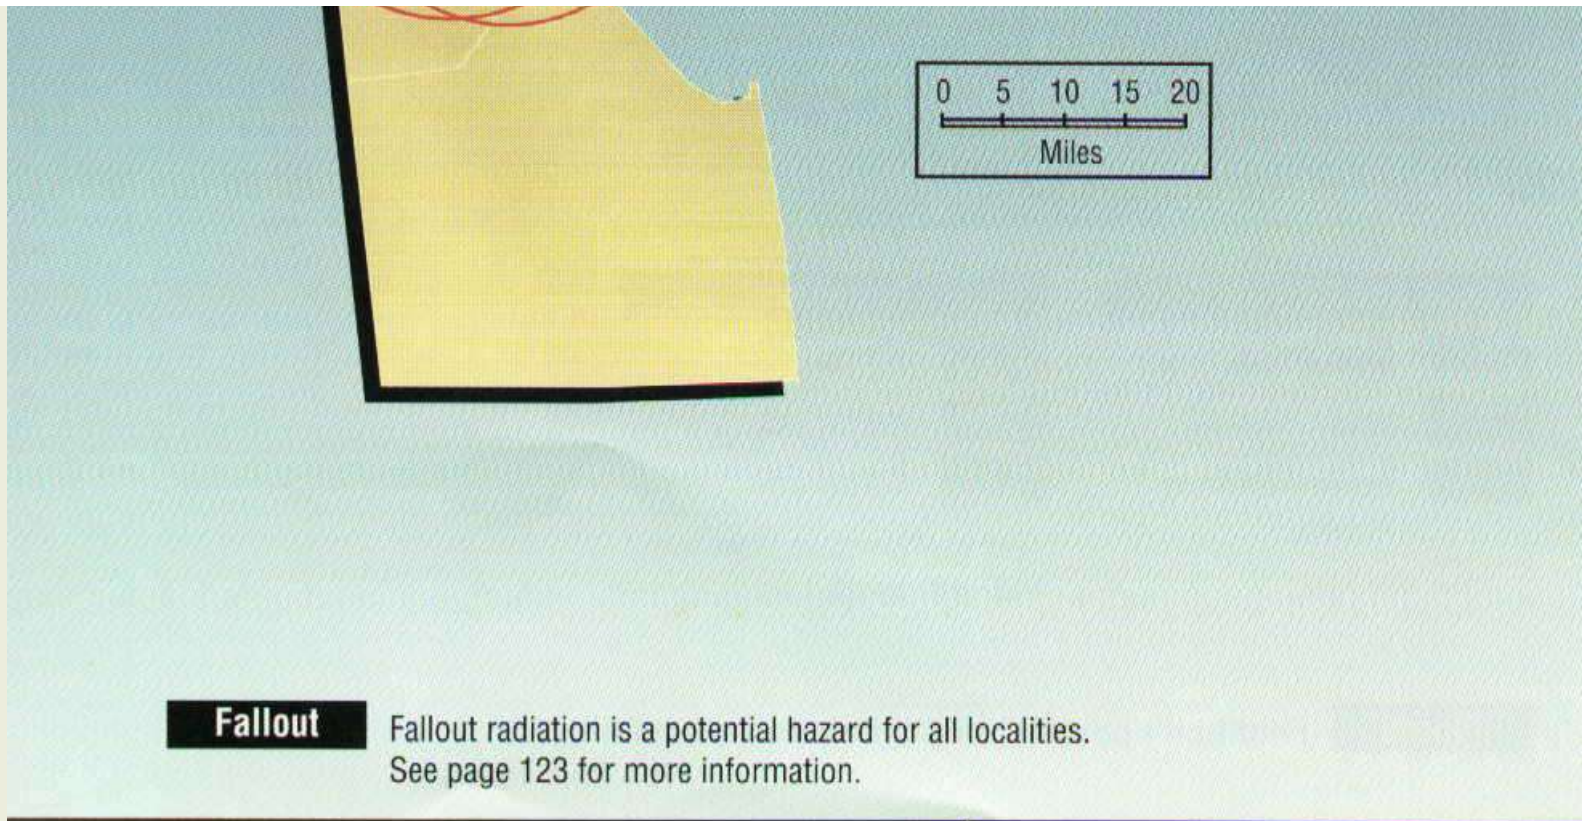 0 5 10 15 20
Miles
Fallout
Fallout radiation is a potential hazard for all localities.
See page 123 for more information.